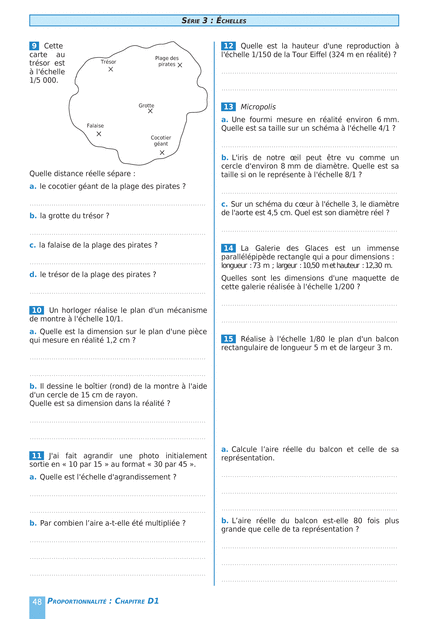 SÉRIE 3 : ÉCHELLES
9 Cette
carte au
trésor est
à l'échelle
1/5 000.
Trésor
Plage des
pirates
Grotte
Falaise
Cocotier
géant
Quelle distance réelle sépare :
a. le cocotier géant de la plage des pirates ?
b. la grotte du trésor ?
c. la falaise de la plage des pirates ?
d. le trésor de la plage des pirates ?
10 Un horloger réalise le plan d'un mécanisme
de montre à l'échelle 10/1.
a. Quelle est la dimension sur le plan d'une pièce
qui mesure en réalité 1,2 cm ?
b. Il dessine le boîtier (rond) de la montre à l'aide
d'un cercle de 15 cm de rayon.
Quelle est sa dimension dans la réalité ?
11 J'ai fait agrandir une photo initialement
sortie en « 10 par 15 » au format « 30 par 45 ».
a. Quelle est l'échelle d'agrandissement ?
b. Par combien l'aire a-t-elle été multipliée ?
12 Quelle est la hauteur d'une reproduction à
l'échelle 1/150 de la Tour Eiffel (324 m en réalité) ?
13 Micropolis
a. Une fourmi mesure en réalité environ 6 mm.
Quelle est sa taille sur un schéma à l'échelle 4/1 ?
b. L'iris de notre œil peut être vu comme un
cercle d'environ 8 mm de diamètre. Quelle est sa
taille si on le représente à l'échelle 8/1 ?
c. Sur un schéma du cœur à l'échelle 3, le diamètre
de l'aorte est 4,5 cm. Quel est son diamètre réel ?
14 La Galerie des Glaces est un immense
parallélépipède rectangle qui a pour dimensions :
longueur : 73 m ; largeur : 10,50 m et hauteur : 12,30 m.
Quelles sont les dimensions d'une maquette de
cette galerie réalisée à l'échelle 1/200 ?
15 Réalise à l'échelle 1/80 le plan d'un balcon
rectangulaire de longueur 5 m et de largeur 3 m.
a. Calcule l'aire réelle du balcon et celle de sa
représentation.
b. L'aire réelle du balcon est-elle 80 fois plus
grande que celle de ta représentation ?
48 PROPORTIONNALITÉ : CHAPITRE D1